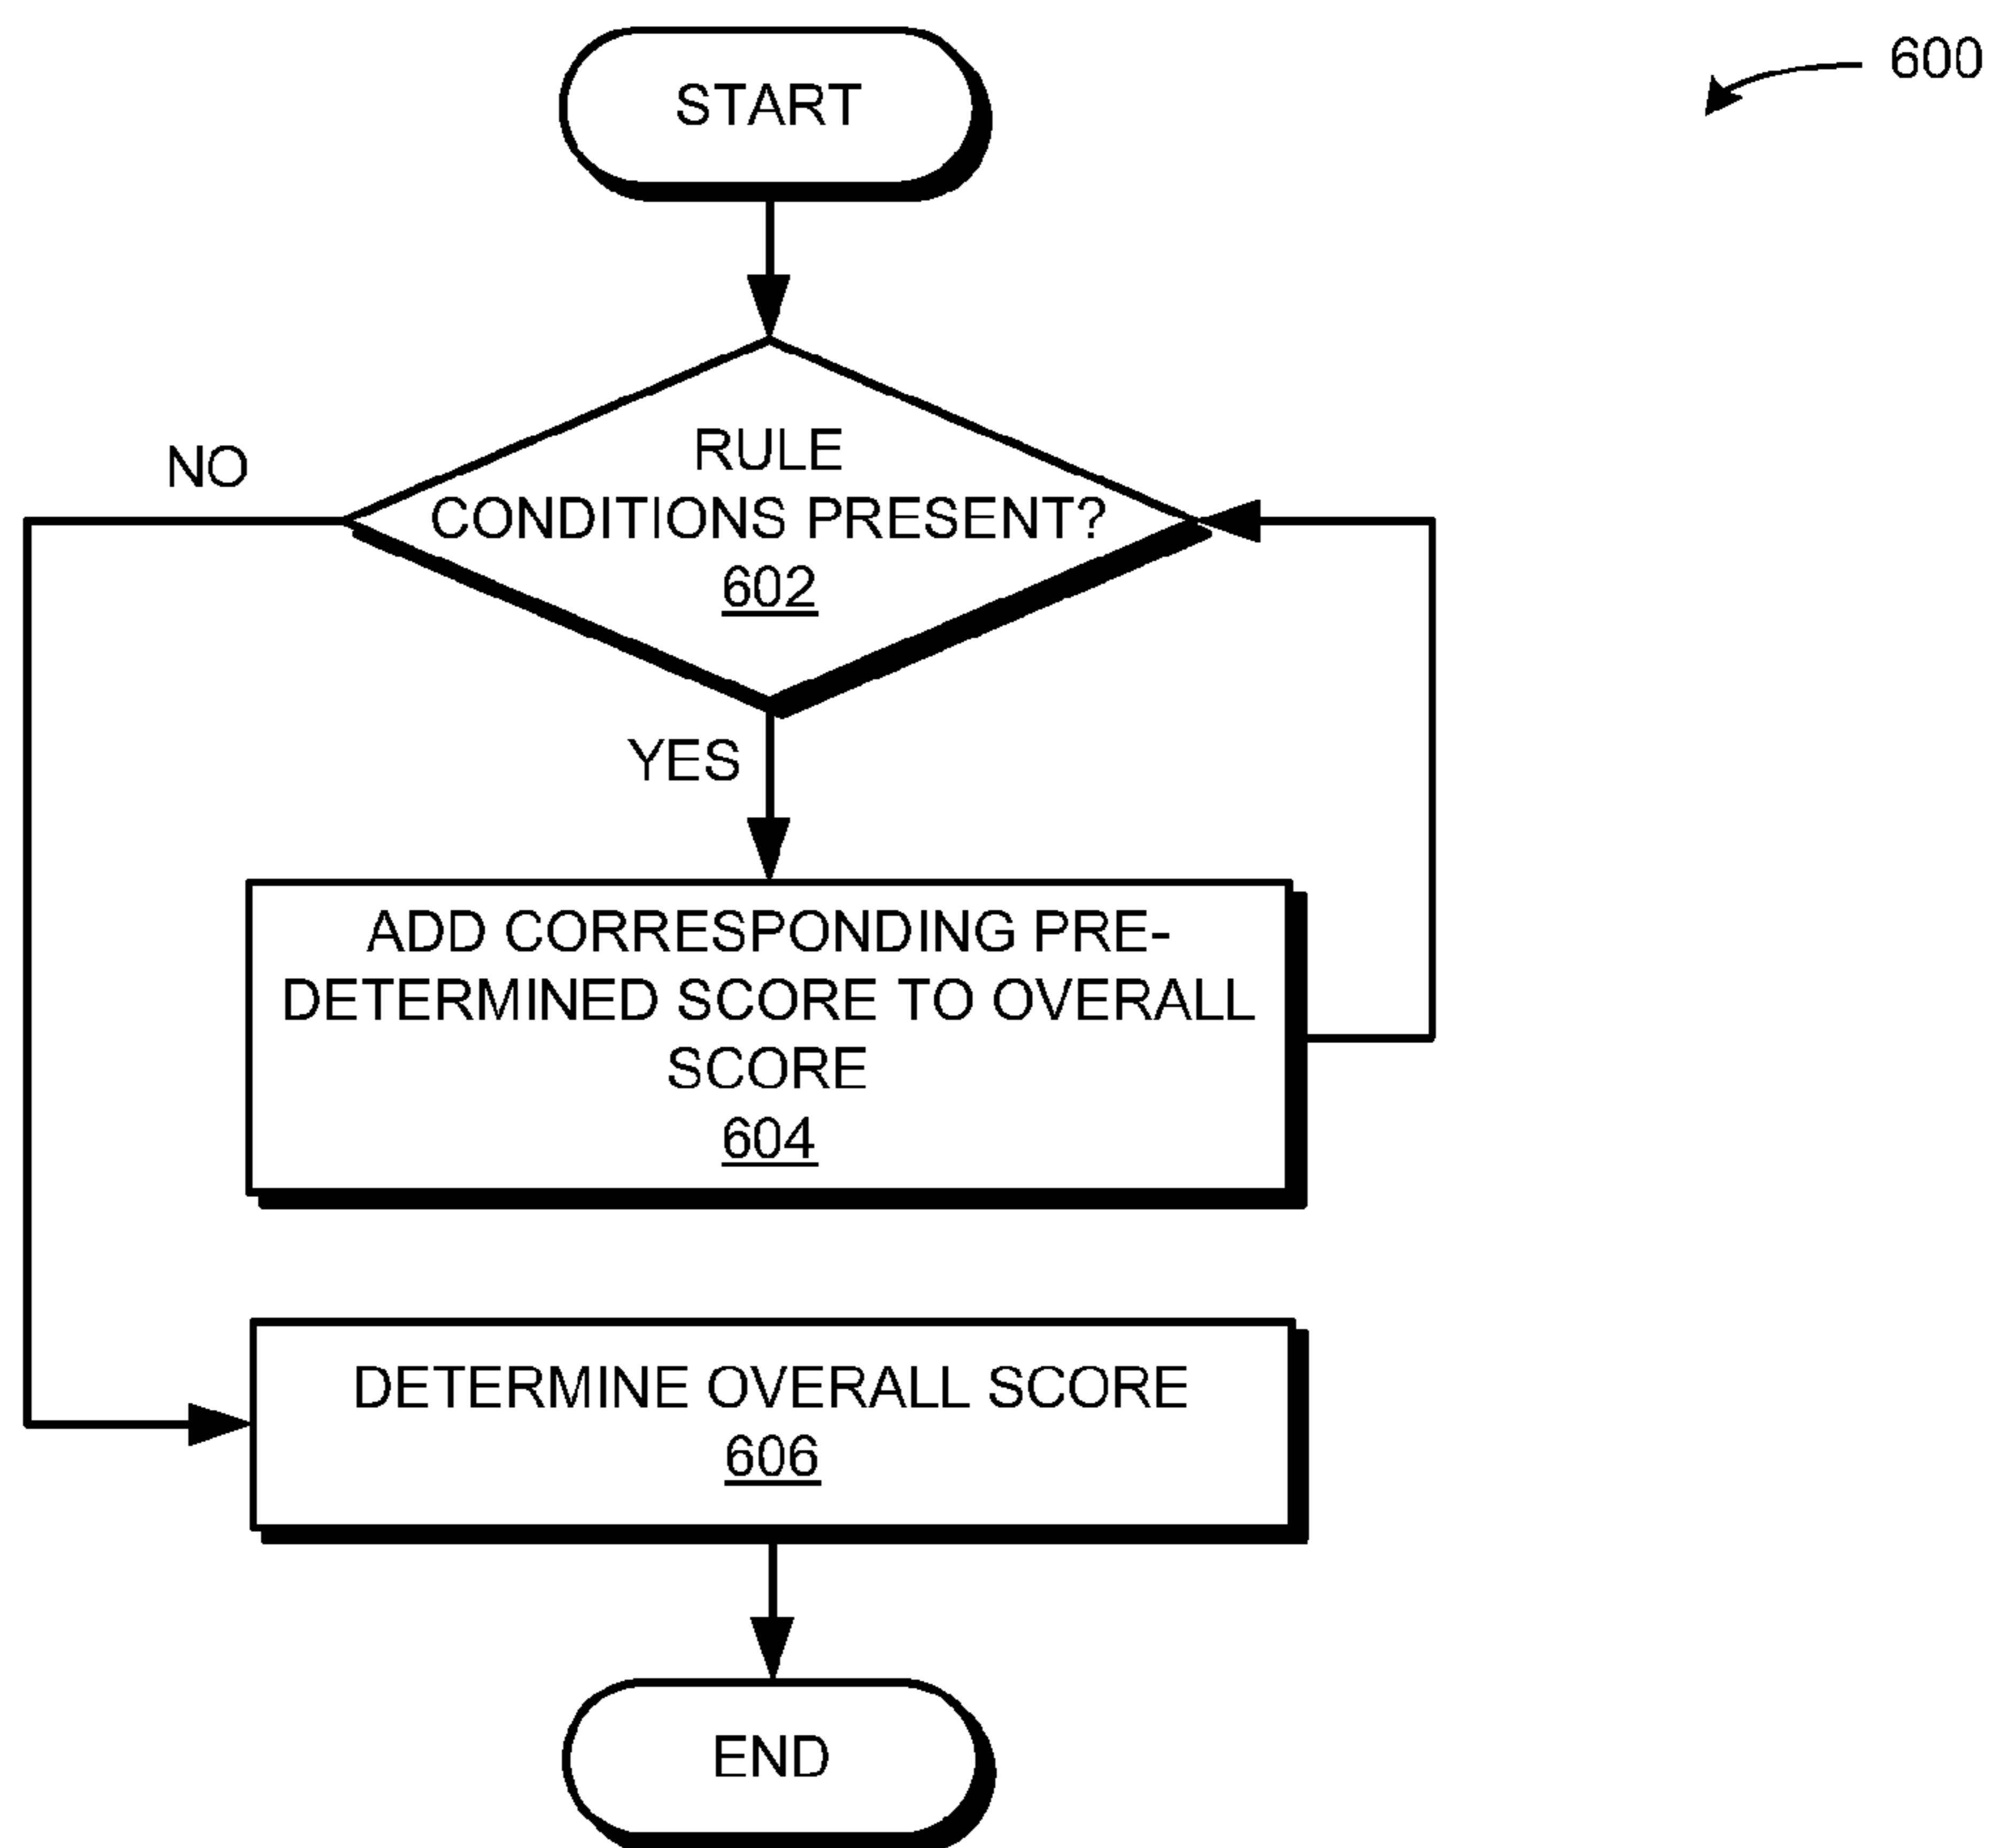 START
600
RULE
CONDITIONS PRESENT?
602
NO
YES
ADD CORRESPONDING PRE-
DETERMINED SCORE TO OVERALL
SCORE
604
DETERMINE OVERALL SCORE
606
END